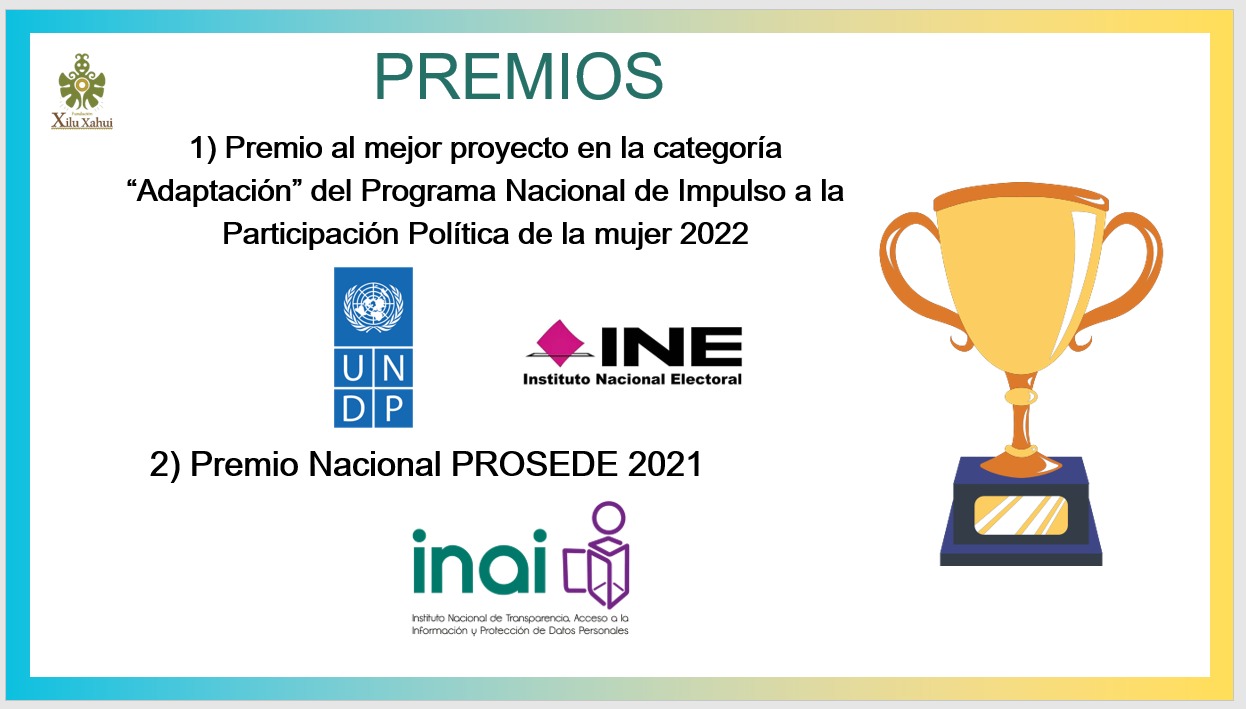 PREMIOS
Fundación
Xilu Xahui
1) Premio al mejor proyecto en la categoría
“Adaptación” del Programa Nacional de Impulso a la
Participación Política de la mujer 2022
UN
DP
INE
Instituto Nacional Electoral
2) Premio Nacional PROSEDE 2021
inai
Instituto Nacional de Transparencia, Acceso a la
Información y Protección de Datos Personales